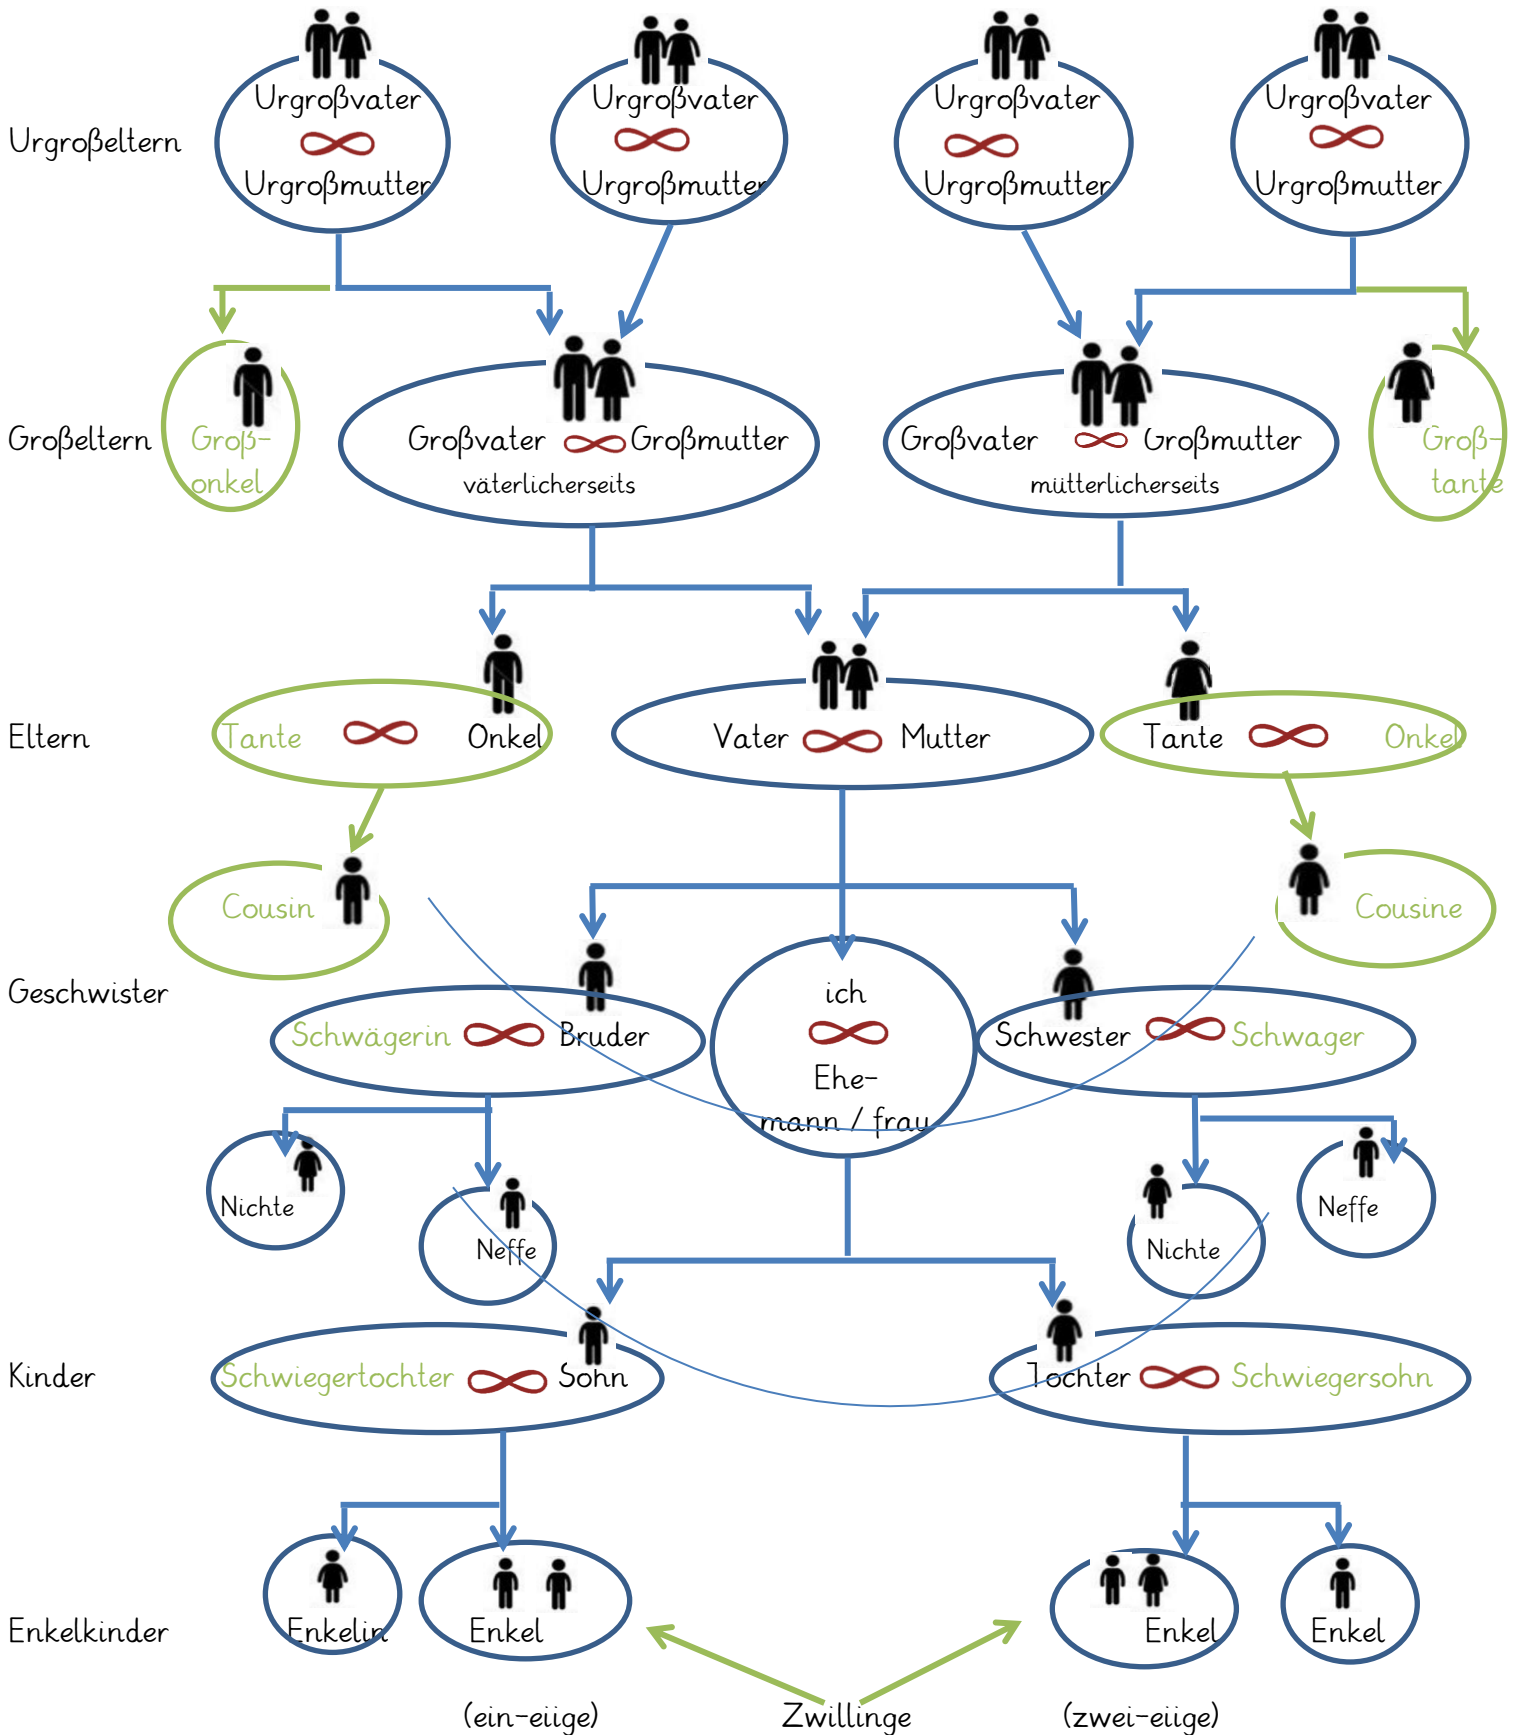 Urgroßvater Urgroßvater Urgroßvater Urgroßvater
Urgroßeltern
Urgroßmutter Urgroßmutter Urgroßmutter Urgroßmutter
Großeltern Groß- Großvater Großmutter Großvater Großmutter Groß-
onkel väterlicherseits mütterlicherseits tante
Eltern Tante Onkel Vater Mutter Tante Onkel
Cousin Cousine
Geschwister ich
Schwägerin Bruder Schwester Schwager
Ehe-
mann / frau
Nichte Neffe
Neffe Nichte
Kinder Schwiegertochter Sohn Tochter Schwiegersohn
Enkelkinder Enkelin Enkel Enkel Enkel
(ein-eiige) Zwillinge (zwei-eiige)